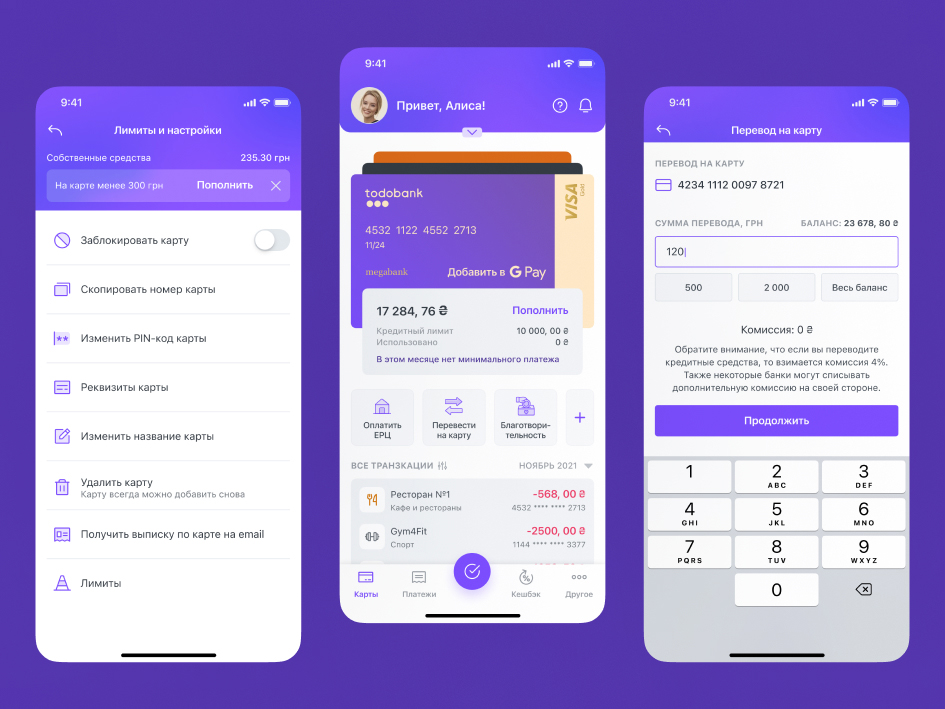 9:41
Лимиты и настройки
Собственные средства 235.30 грн
На карте менее 300 грн Пополнить
Заблокировать карту
Скопировать номер карты
** Изменить PIN-код карты
Реквизиты карты
Изменить название карты
Удалить карту
Карту всегда можно добавить снова
Получить выписку по карте на email
Лимиты
9:41
Привет, Алиса!
todobank
VISA
Gold
4532 1122 4552 2713
11/24
megabank Добавить в G Pay
17 284, 76 ₴ Пополнить
Кредитный лимит 10 000, 00 ₴
Использовано 0 ₴
В этом месяце нет минимального платежа
Оплатить
ЕРЦ
Перевести
на карту
Благотвори-
тельность
+
ВСЕ ТРАНЗКАЦИИ НОЯБРЬ 2021
Ресторан №1 -568, 00 ₴
Кафе и рестораны 4532 **** **** 2713
Gym4Fit -2500, 00 ₴
Спорт 1144 **** **** 3377
Карты Платежи Кешбэк Другое
9:41
Перевод на карту
ПЕРЕВОД НА КАРТУ
4234 1112 0097 8721
СУММА ПЕРЕВОДА, ГРН БАЛАНС: 23 678, 80 ₴
120
500 2 000 Весь баланс
Комиссия: 0 ₴
Обратите внимание, что если вы переводите
кредитные средства, то взимается комиссия 4%.
Также некоторые банки могут списывать
дополнительную комиссию на своей стороне.
Продолжить
1 2 3
ABC DEF
4 5 6
GHI JKL MNO
7 8 9
PQRS TUV WXYZ
0